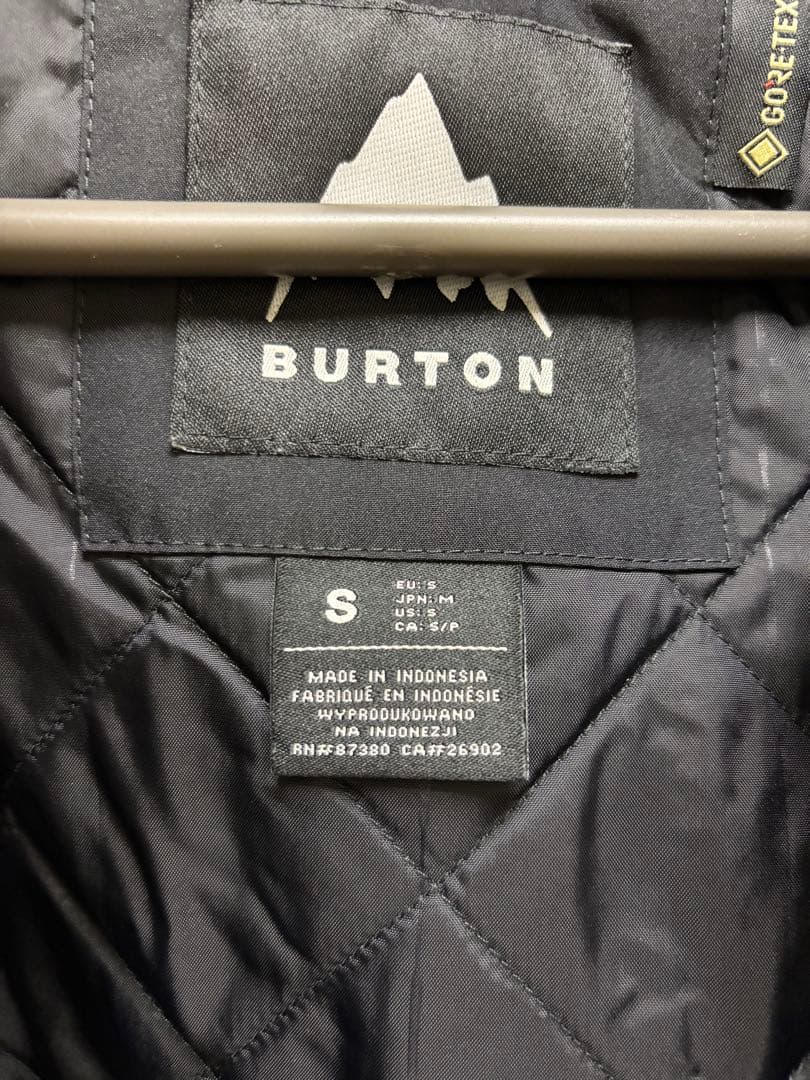 GORE-TEX
BURTON
S
EU: S
JPN: M
US: S
CA: S/P
MADE IN INDONESIA
FABRIQUÉ EN INDONÉSIE
WYPRODUKOWANO
NA INDONEZJI
RN#87380 CA#26902